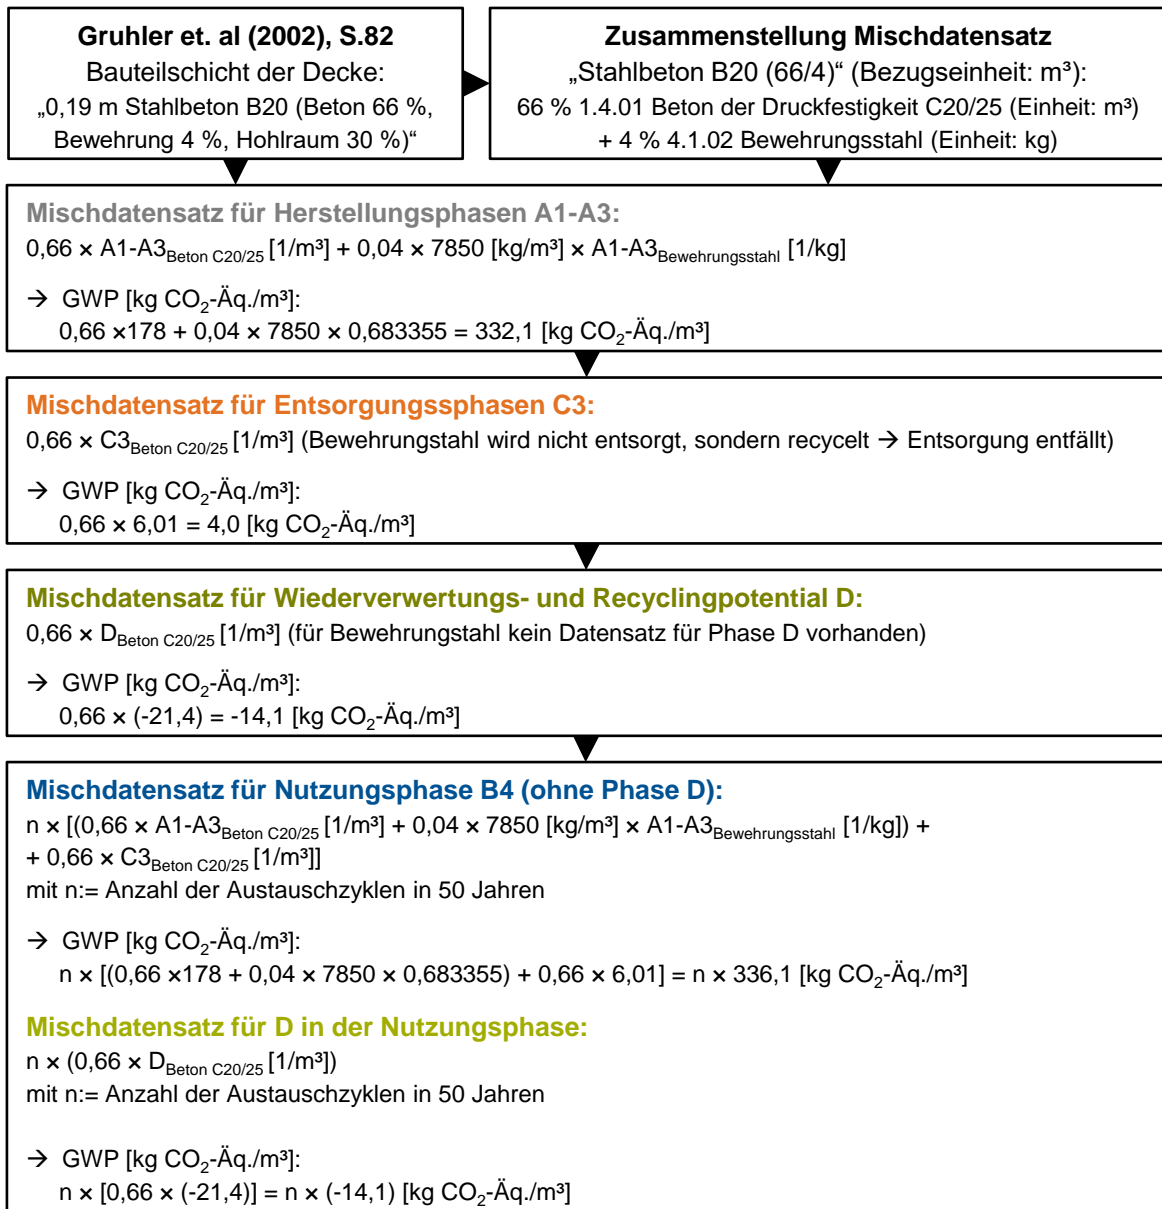 Gruhler et. al (2002), S.82
Bauteilschicht der Decke:
„0,19 m Stahlbeton B20 (Beton 66 %,
Bewehrung 4 %, Hohlraum 30 %)“
Zusammenstellung Mischdatensatz
„Stahlbeton B20 (66/4)“ (Bezugseinheit: m³):
66 % 1.4.01 Beton der Druckfestigkeit C20/25 (Einheit: m³)
+ 4 % 4.1.02 Bewehrungsstahl (Einheit: kg)
Mischdatensatz für Herstellungsphasen A1-A3:
0,66 × A1-A3Beton C20/25 [1/m³] + 0,04 × 7850 [kg/m³] × A1-A3Bewehrungsstahl [1/kg]
→ GWP [kg CO₂-Äq./m³]:
0,66 ×178 + 0,04 × 7850 × 0,683355 = 332,1 [kg CO₂-Äq./m³]
Mischdatensatz für Entsorgungssphasen C3:
0,66 × C3Beton C20/25 [1/m³] (Bewehrungstahl wird nicht entsorgt, sondern recycelt → Entsorgung entfällt)
→ GWP [kg CO₂-Äq./m³]:
0,66 × 6,01 = 4,0 [kg CO₂-Äq./m³]
Mischdatensatz für Wiederverwertungs- und Recyclingpotential D:
0,66 × DBeton C20/25 [1/m³] (für Bewehrungstahl kein Datensatz für Phase D vorhanden)
→ GWP [kg CO₂-Äq./m³]:
0,66 × (-21,4) = -14,1 [kg CO₂-Äq./m³]
Mischdatensatz für Nutzungsphase B4 (ohne Phase D):
n × [(0,66 × A1-A3Beton C20/25 [1/m³] + 0,04 × 7850 [kg/m³] × A1-A3Bewehrungsstahl [1/kg]) +
+ 0,66 × C3Beton C20/25 [1/m³]]
mit n:= Anzahl der Austauschzyklen in 50 Jahren
→ GWP [kg CO₂-Äq./m³]:
n × [(0,66 ×178 + 0,04 × 7850 × 0,683355) + 0,66 × 6,01] = n × 336,1 [kg CO₂-Äq./m³]
Mischdatensatz für D in der Nutzungsphase:
n × (0,66 × DBeton C20/25 [1/m³])
mit n:= Anzahl der Austauschzyklen in 50 Jahren
→ GWP [kg CO₂-Äq./m³]:
n × [0,66 × (-21,4)] = n × (-14,1) [kg CO₂-Äq./m³]